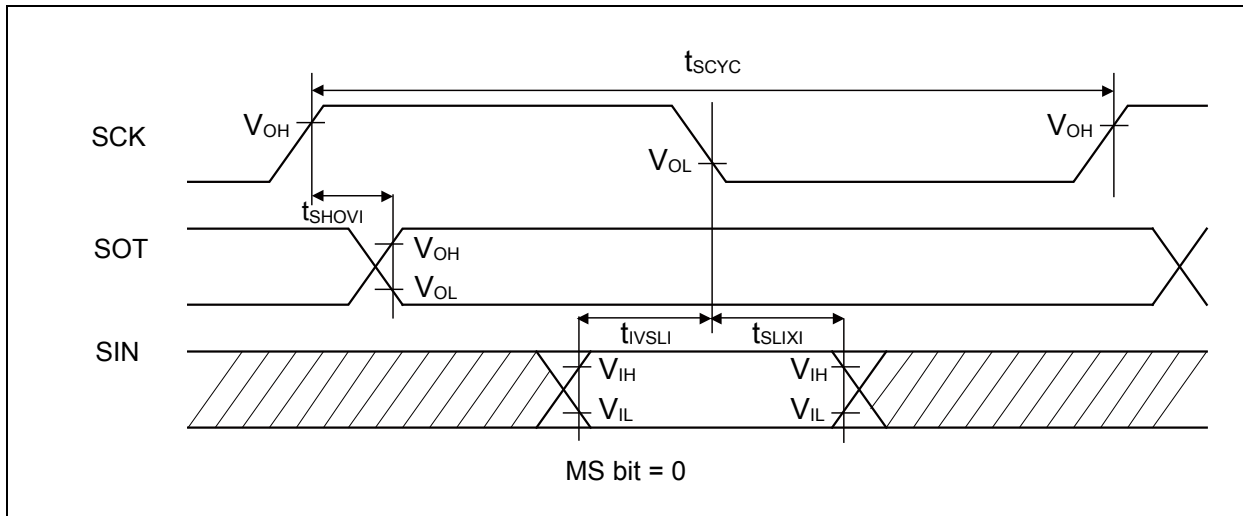 tSCYC
SCK
VOH
VOL
VOH
tSHOVI
SOT
VOH
VOL
SIN
tIVSLI
tSLIXI
VIH
VIL
VIH
VIL
MS bit = 0